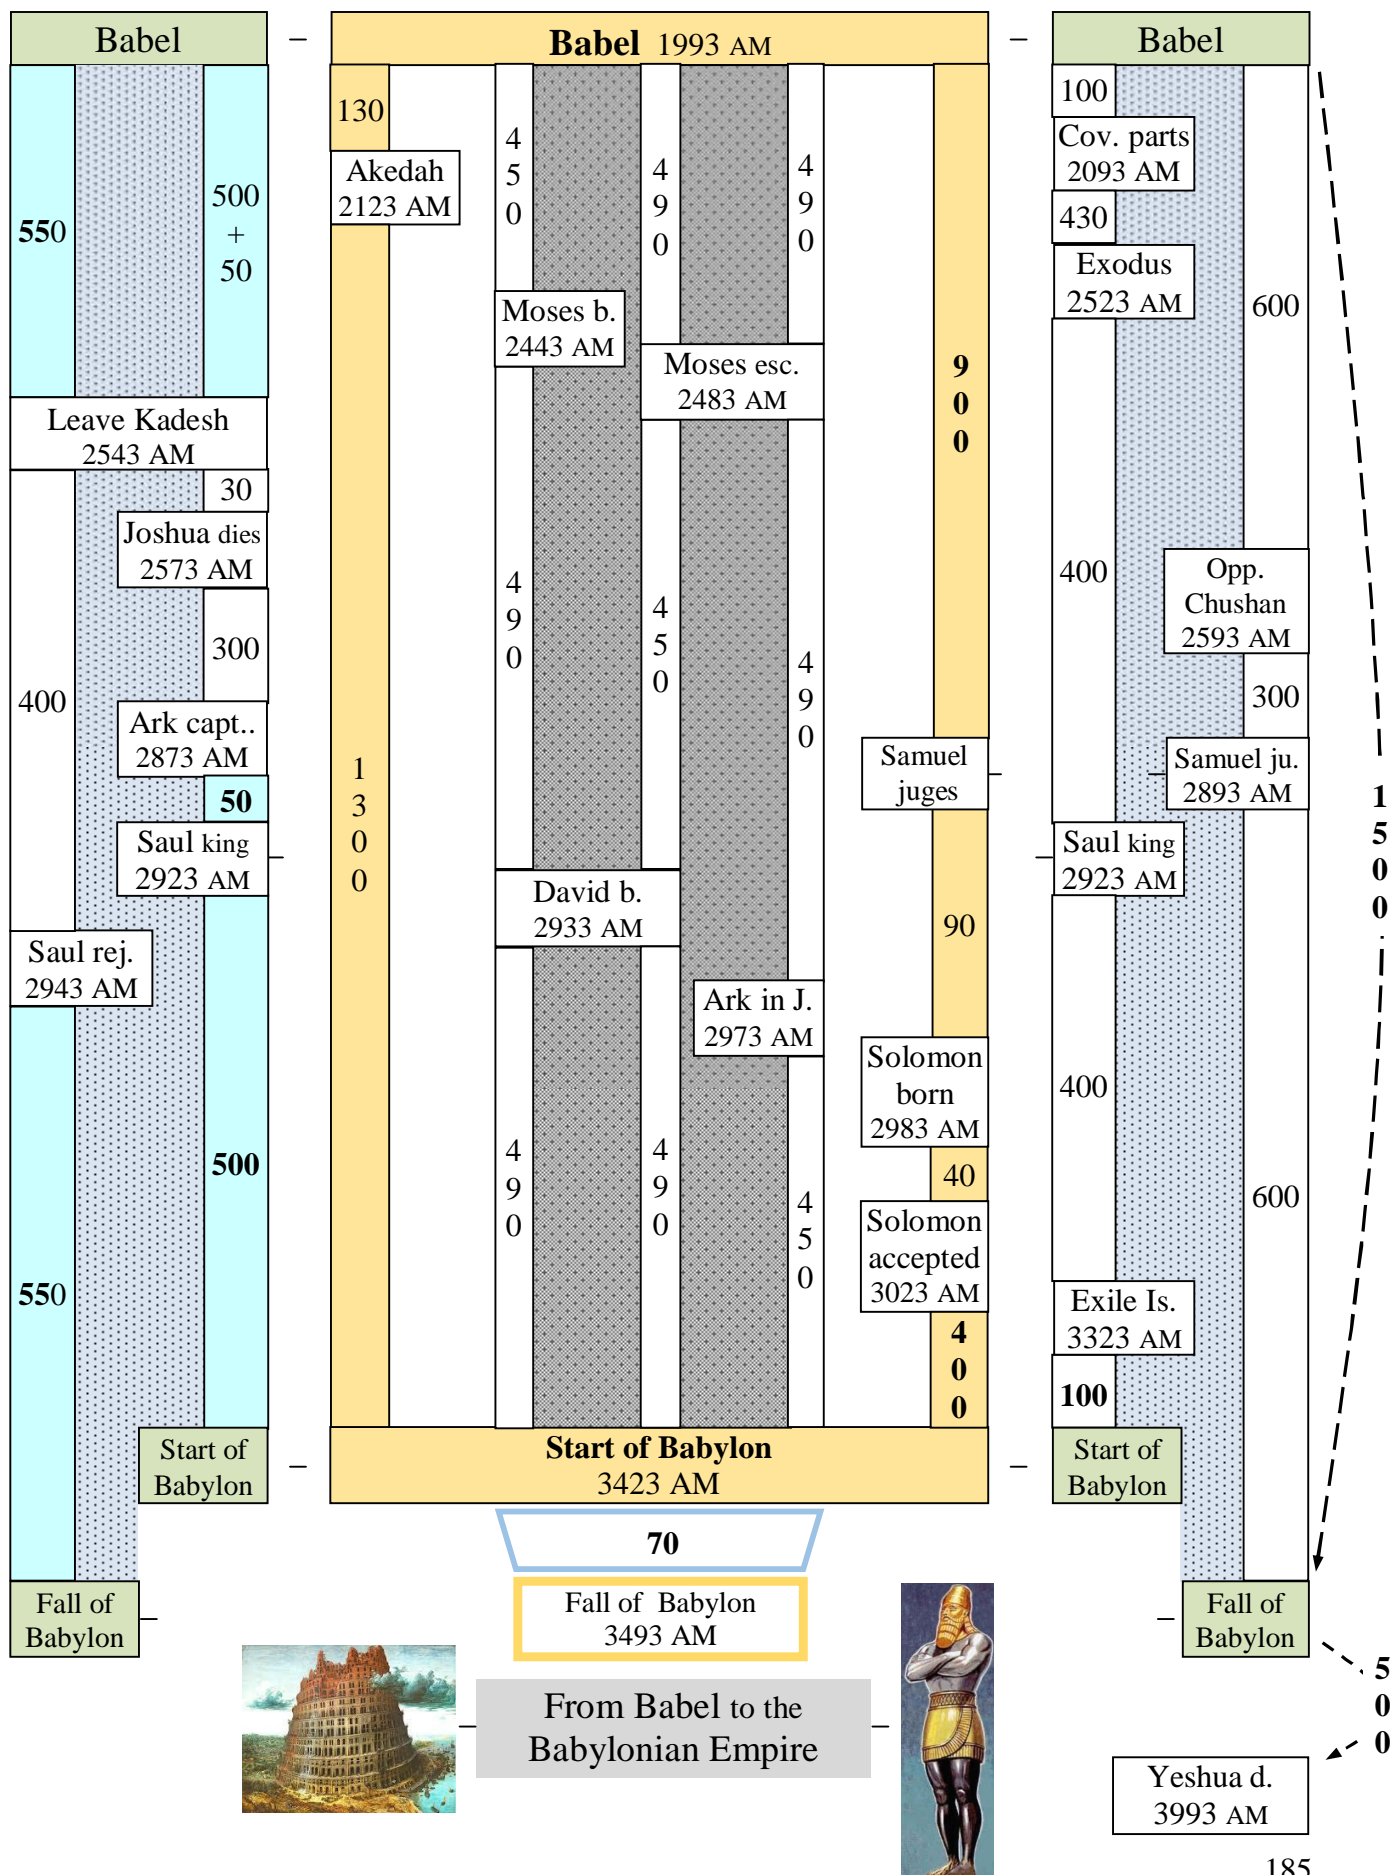 Babel
Babel 1993 AM
Babel
550
500
+
50
Leave Kadesh
2543 AM
30
Joshua dies
2573 AM
300
400
Ark capt..
2873 AM
50
Saul king
2923 AM
Saul rej.
2943 AM
500
550
Start of
Babylon
Fall of
Babylon
130
Akedah
2123 AM
1
3
0
0
4
5
0
Moses b.
2443 AM
4
9
0
4
9
0
4
9
0
Moses esc.
2483 AM
4
5
0
4
9
0
David b.
2933 AM
Ark in J.
2973 AM
4
9
0
4
9
0
4
5
0
9
0
0
Samuel
juges
90
Solomon
born
2983 AM
40
Solomon
accepted
3023 AM
4
0
0
Start of Babylon
3423 AM
70
Fall of Babylon
3493 AM
From Babel to the
Babylonian Empire
100
Cov. parts
2093 AM
430
Exodus
2523 AM
600
400
Opp.
Chushan
2593 AM
300
Samuel ju.
2893 AM
Saul king
2923 AM
400
600
Exile Is.
3323 AM
100
Start of
Babylon
Fall of
Babylon
1
5
0
0
5
0
0
Yeshua d.
3993 AM
185